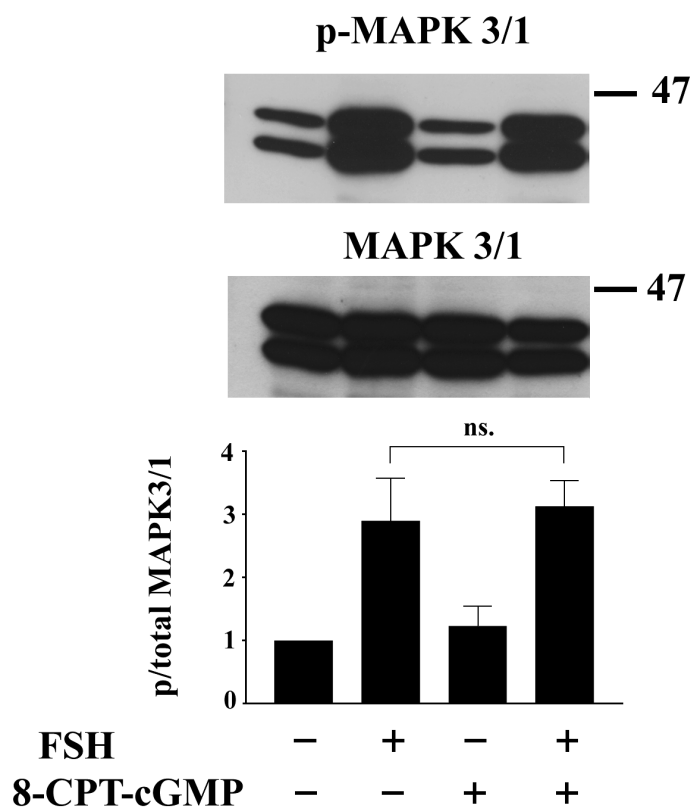 p-MAPK 3/1
47
MAPK 3/1
47
ns.
p/total MAPK3/1
4
3
2
1
0
FSH − + − +
8-CPT-cGMP − − + +